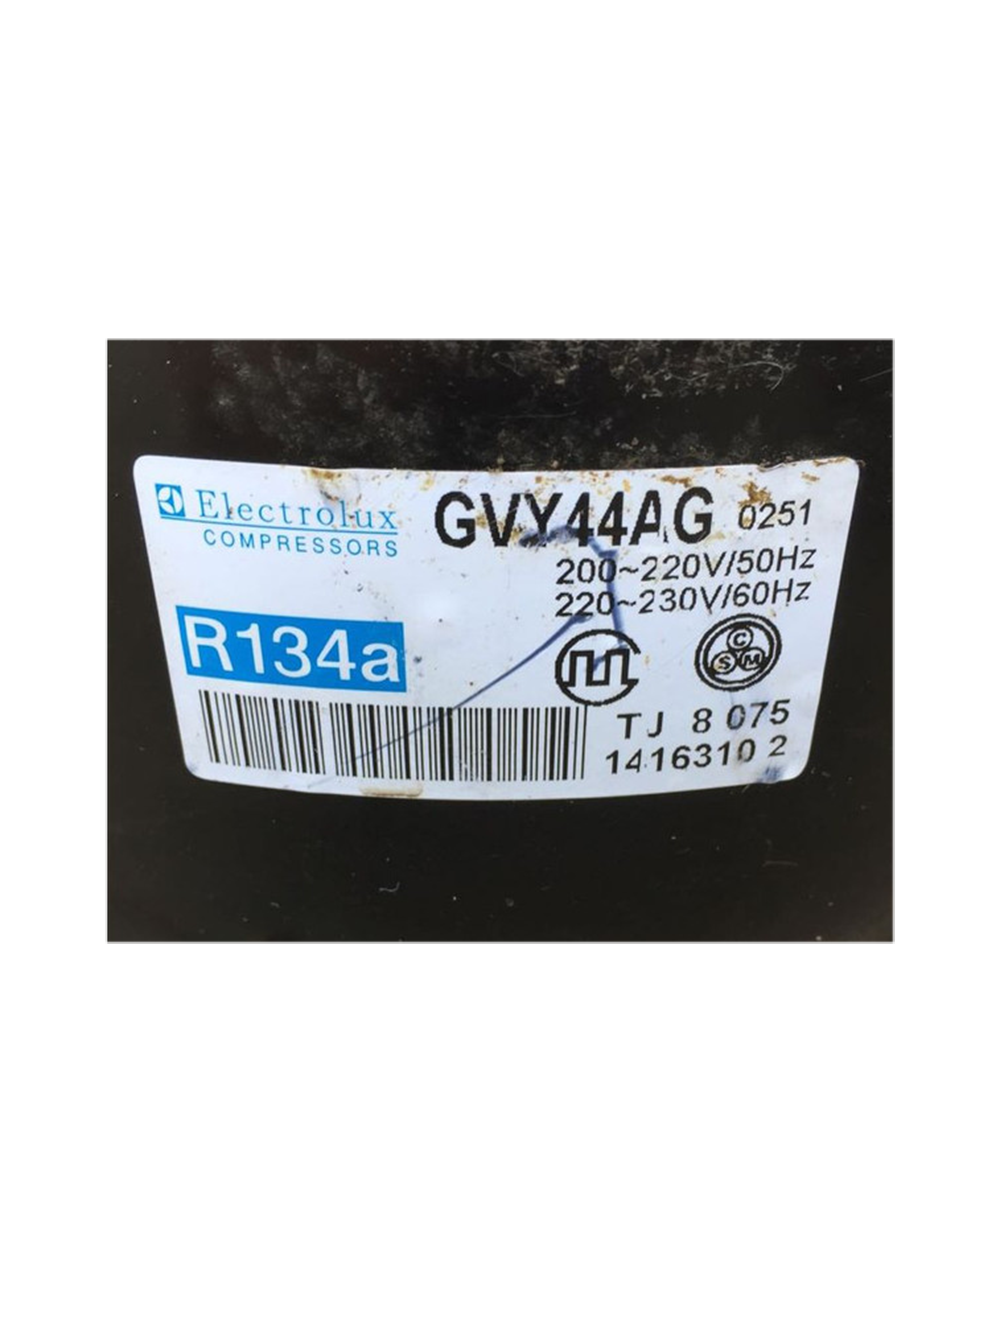 Electrolux
COMPRESSORS
GVY44AG 0251
200~220V/50Hz
220~230V/60Hz
R134a
C
S M
TJ 8 075
1416310 2